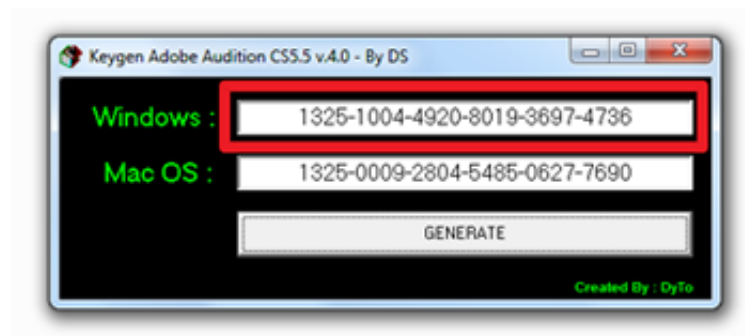 Keygen Adobe Audition CS5.5 v.4.0 - By DS
Windows : 1325-1004-4920-8019-3697-4736
Mac OS : 1325-0009-2804-5485-0627-7690
GENERATE
Created By : DyTo